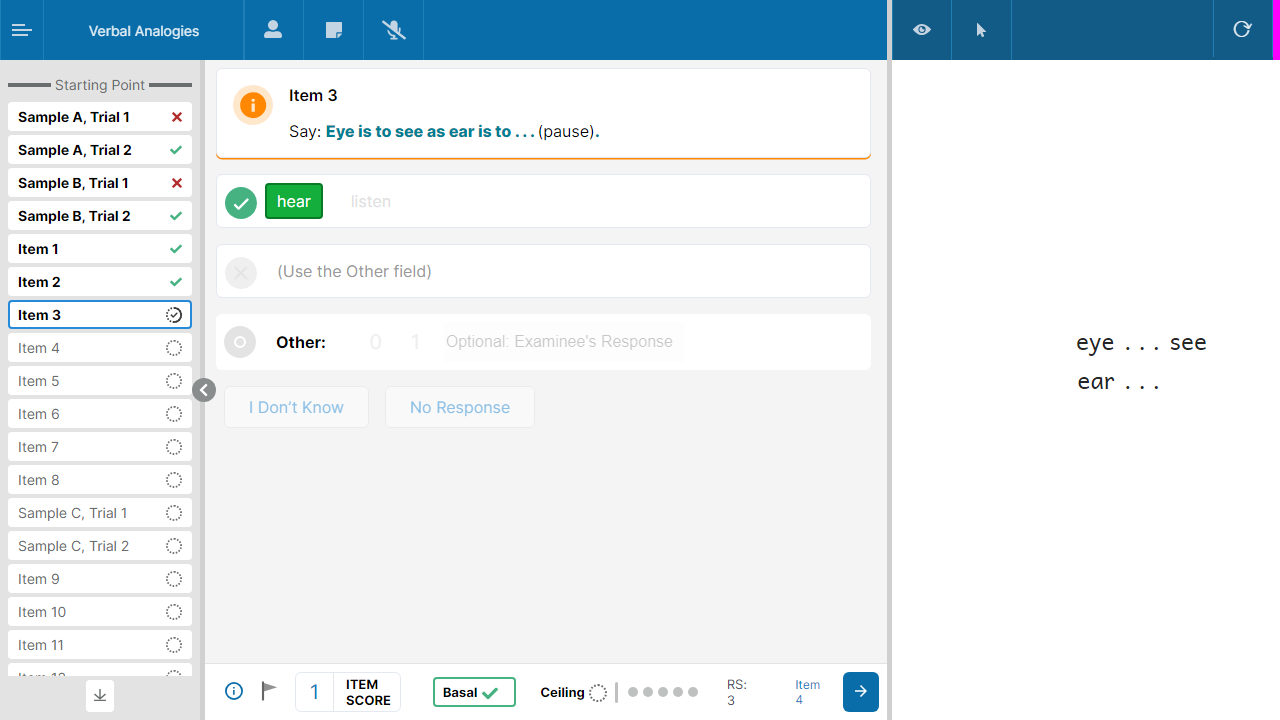 Verbal Analogies
Starting Point
Sample A, Trial 1
Sample A, Trial 2
Sample B, Trial 1
Sample B, Trial 2
Item 1
Item 2
Item 3
Item 4
Item 5
Item 6
Item 7
Item 8
Sample C, Trial 1
Sample C, Trial 2
Item 9
Item 10
Item 11
Item 3
Say: Eye is to see as ear is to . . . (pause).
hear listen
(Use the Other field)
Other: 0 1 Optional: Examinee's Response
I Don't Know No Response
1 ITEM SCORE
Basal
Ceiling
RS: 3
Item 4
eye . . . see
ear . . .